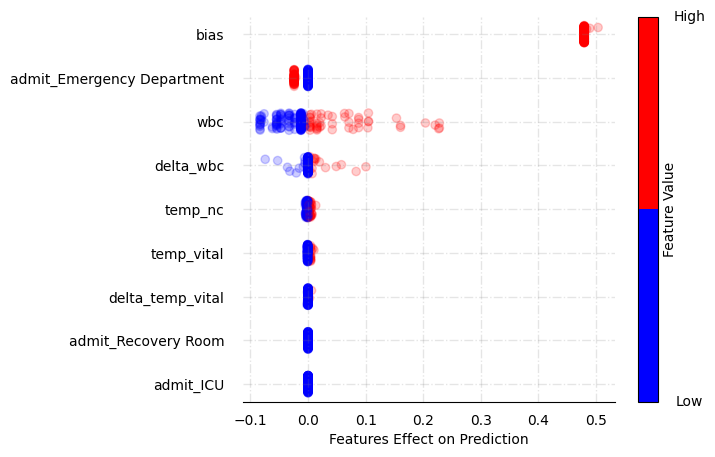 High
bias
admit_Emergency Department
wbc
delta_wbc
temp_nc
temp_vital
delta_temp_vital
admit_Recovery Room
admit_ICU
Feature Value
Low
−0.1 0.0 0.1 0.2 0.3 0.4 0.5
Features Effect on Prediction